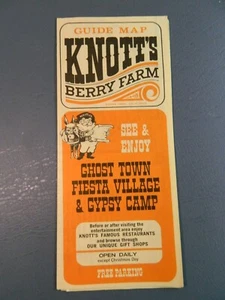 GUIDE MAP
KNOTT'S
BERRY FARM
SEE &
ENJOY
GHOST TOWN
FIESTA VILLAGE
& GYPSY CAMP
Before or after visiting the
entertainment area enjoy
KNOTT'S FAMOUS RESTAURANTS
and browse through
OUR UNIQUE GIFT SHOPS
OPEN DAILY
except Christmas Day
FREE PARKING